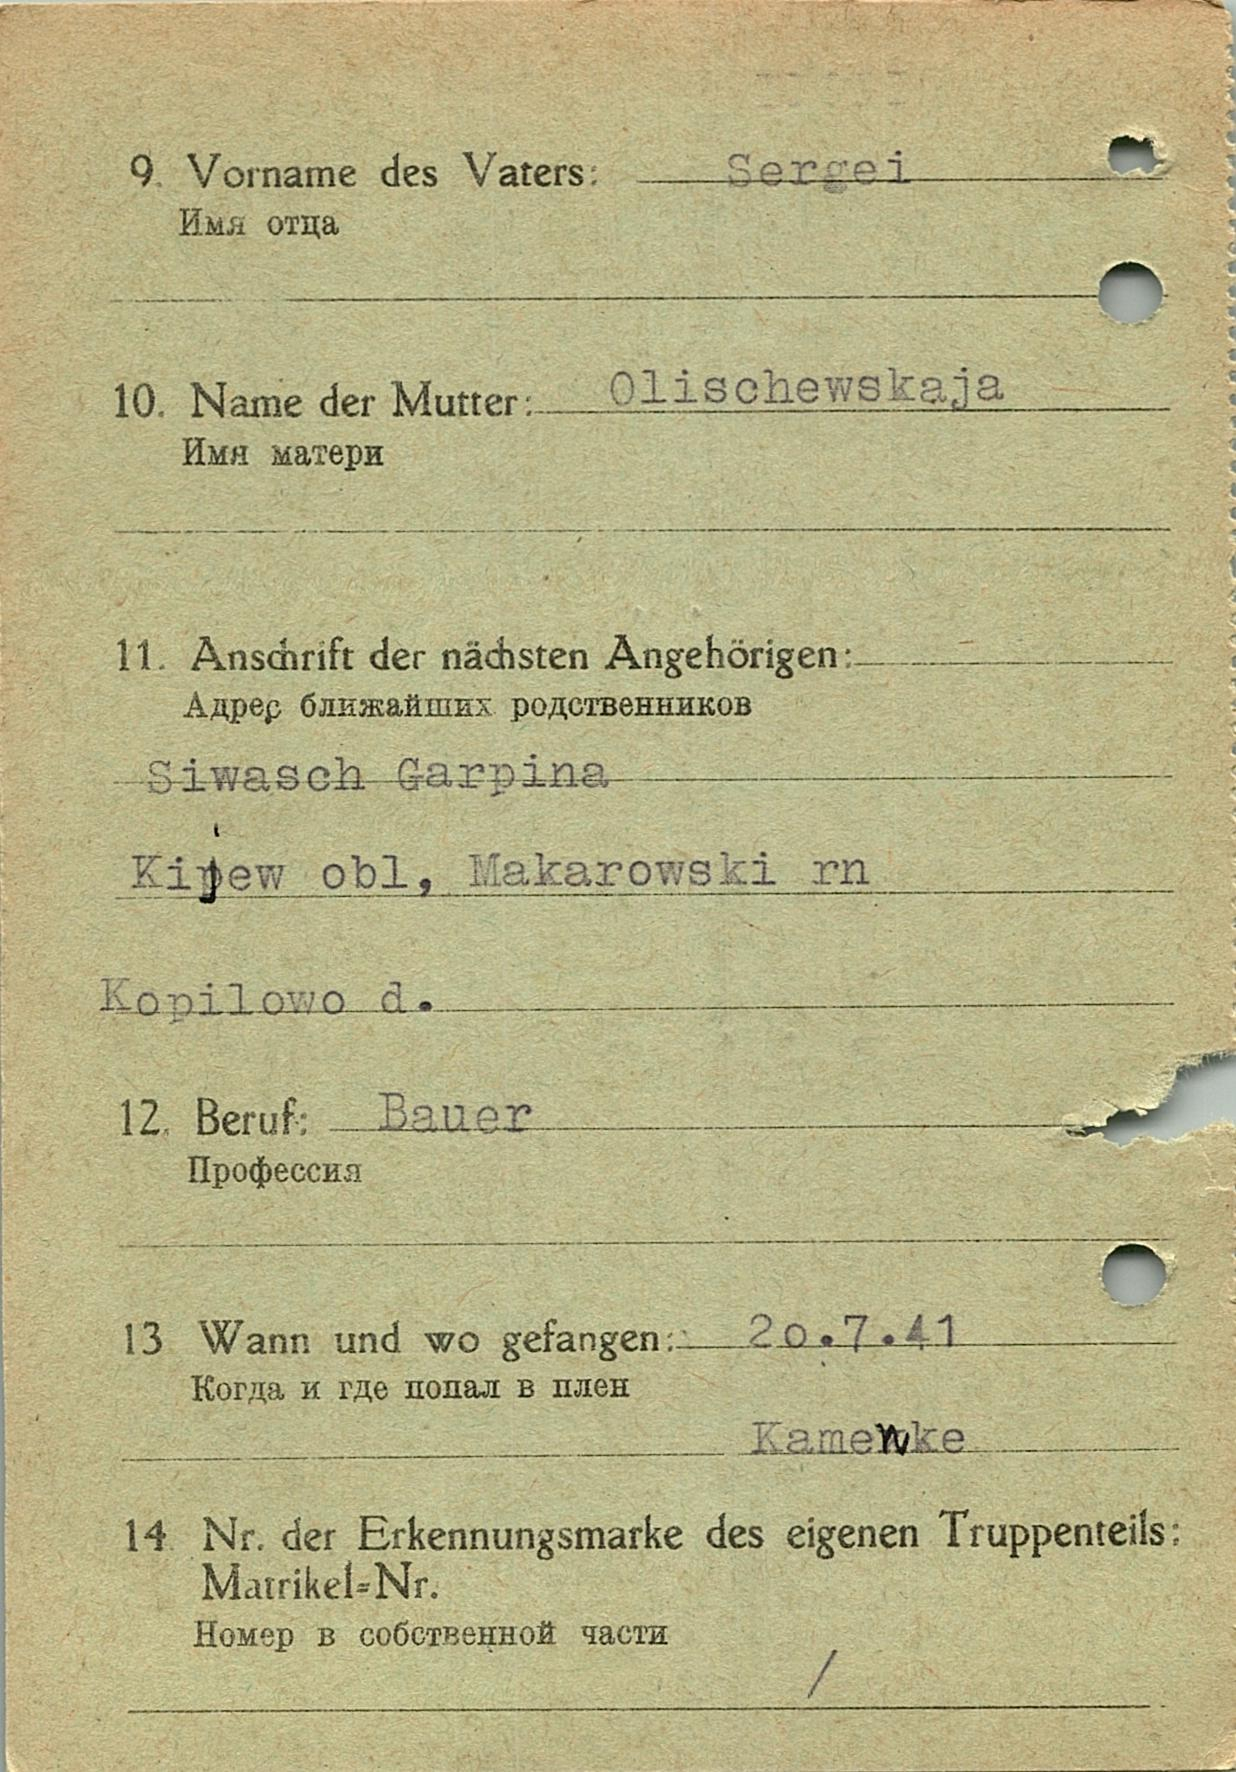 9. Vorname des Vaters: Sergei
Имя отца
10. Name der Mutter: Olischewskaja
Имя матери
11. Anschrift der nächsten Angehörigen:
Адрес ближайших родственников
Siwasch Garpina
Kijew obl, Makarowski rn
Kopilowo d.
12. Beruf: Bauer
Профессия
13 Wann und wo gefangen: 2o.7.41
Когда и где попал в плен
Kamenke
14 Nr. der Erkennungsmarke des eigenen Truppenteils:
Matrikel=Nr.
Номер в собственной части
/